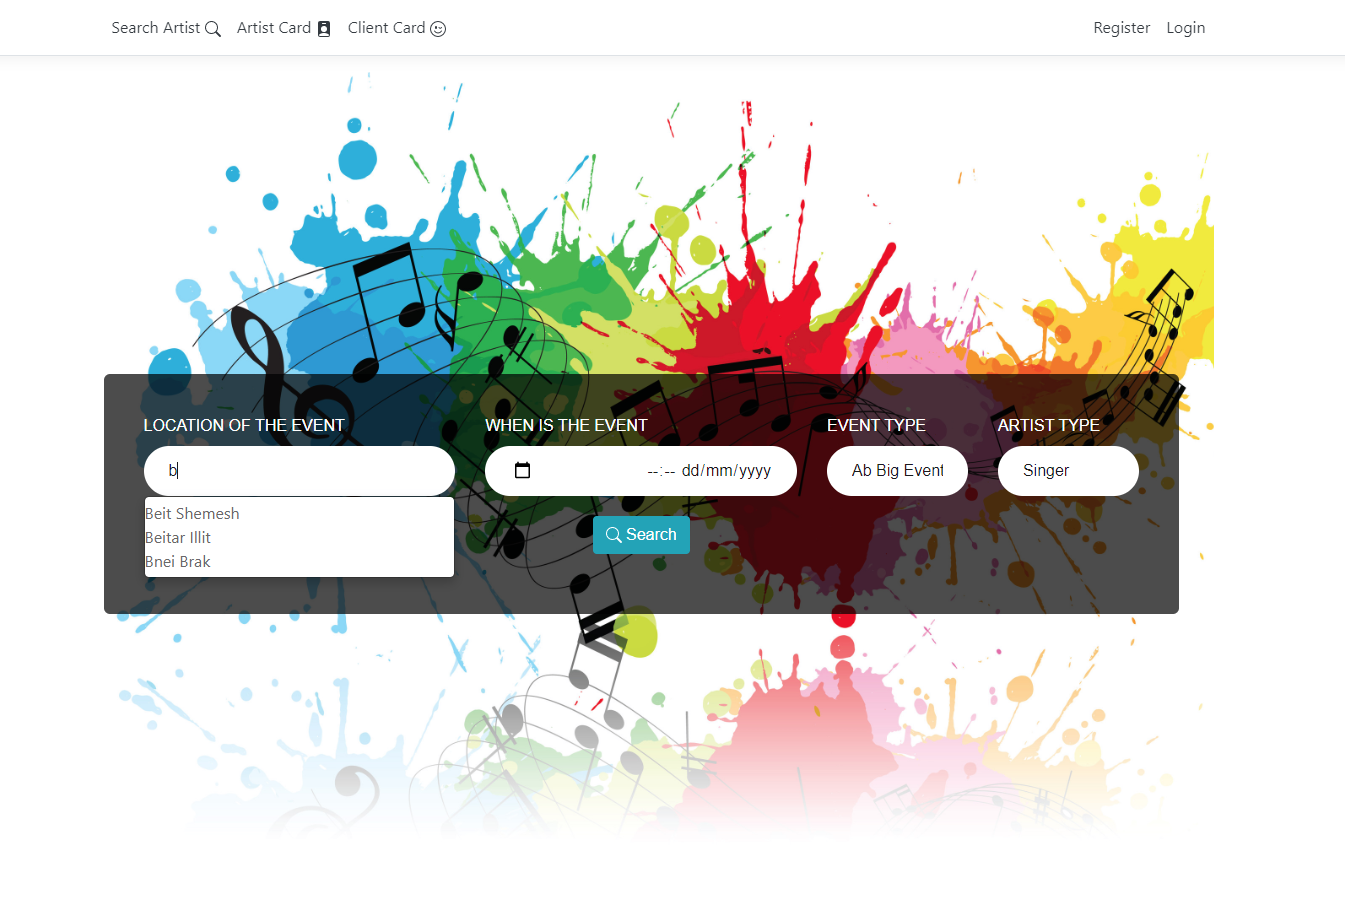 Search Artist
Artist Card
Client Card
Register
Login
LOCATION OF THE EVENT
WHEN IS THE EVENT
EVENT TYPE
ARTIST TYPE
b
--:-- dd/mm/yyyy
Ab Big Event
Singer
Beit Shemesh
Beitar Illit
Bnei Brak
Search